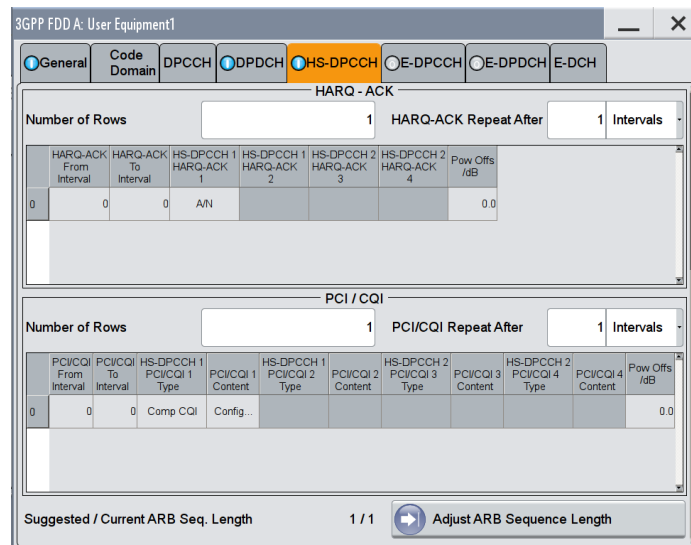 3GPP FDD A: User Equipment1
General Code Domain DPCCH DPDCH HS-DPCCH E-DPCCH E-DPDCH E-DCH
HARQ - ACK
Number of Rows 1 HARQ-ACK Repeat After 1 Intervals
HARQ-ACK From Interval HARQ-ACK To Interval HS-DPCCH 1 HARQ-ACK 1 HS-DPCCH 1 HARQ-ACK 2 HS-DPCCH 2 HARQ-ACK 3 HS-DPCCH 2 HARQ-ACK 4 Pow Offs /dB
0 0 0 A/N 0.0
PCI / CQI
Number of Rows 1 PCI/CQI Repeat After 1 Intervals
PCI/CQI From Interval PCI/CQI To Interval HS-DPCCH 1 PCI/CQI 1 Type PCI/CQI 1 Content HS-DPCCH 1 PCI/CQI 2 Type PCI/CQI 2 Content HS-DPCCH 2 PCI/CQI 3 Type PCI/CQI 3 Content HS-DPCCH 2 PCI/CQI 4 Type PCI/CQI 4 Content Pow Offs /dB
0 0 0 Comp CQI Config... 0.0
Suggested / Current ARB Seq. Length 1 / 1 Adjust ARB Sequence Length